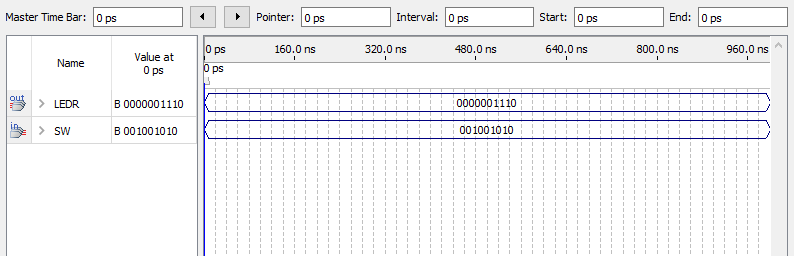 Master Time Bar: 0 ps Pointer: 0 ps Interval: 0 ps Start: 0 ps End: 0 ps
Name Value at 0 ps 0 ps 160.0 ns 320.0 ns 480.0 ns 640.0 ns 800.0 ns 960.0 ns
0 ps
out LEDR B 0000001110 0000001110
in SW B 001001010 001001010